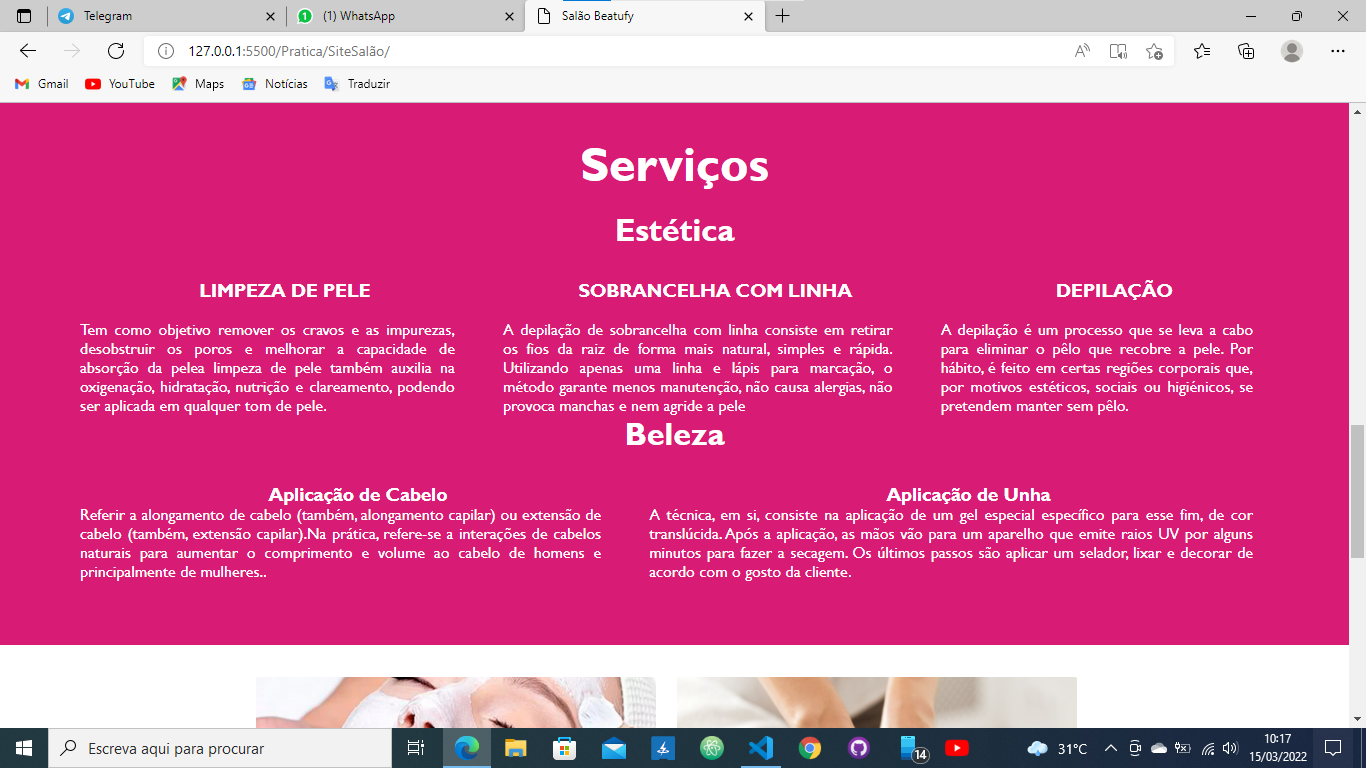 Telegram
(1) WhatsApp
Salão Beatufy
127.0.0.1:5500/Pratica/SiteSalão/
Gmail
YouTube
Maps
Notícias
Traduzir
Serviços
Estética
LIMPEZA DE PELE
Tem como objetivo remover os cravos e as impurezas,
desobstruir os poros e melhorar a capacidade de
absorção da pelea limpeza de pele também auxilia na
oxigenação, hidratação, nutrição e clareamento, podendo
ser aplicada em qualquer tom de pele.
SOBRANCELHA COM LINHA
A depilação de sobrancelha com linha consiste em retirar
os fios da raiz de forma mais natural, simples e rápida.
Utilizando apenas uma linha e lápis para marcação, o
método garante menos manutenção, não causa alergias, não
provoca manchas e nem agride a pele
DEPILAÇÃO
A depilação é um processo que se leva a cabo
para eliminar o pêlo que recobre a pele. Por
hábito, é feito em certas regiões corporais que,
por motivos estéticos, sociais ou higiénicos, se
pretendem manter sem pêlo.
Beleza
Aplicação de Cabelo
Referir a alongamento de cabelo (também, alongamento capilar) ou extensão de
cabelo (também, extensão capilar).Na prática, refere-se a interações de cabelos
naturais para aumentar o comprimento e volume ao cabelo de homens e
principalmente de mulheres..
Aplicação de Unha
A técnica, em si, consiste na aplicação de um gel especial específico para esse fim, de cor
translúcida. Após a aplicação, as mãos vão para um aparelho que emite raios UV por alguns
minutos para fazer a secagem. Os últimos passos são aplicar um selador, lixar e decorar de
acordo com o gosto da cliente.
Escreva aqui para procurar
14
31°C
10:17
15/03/2022